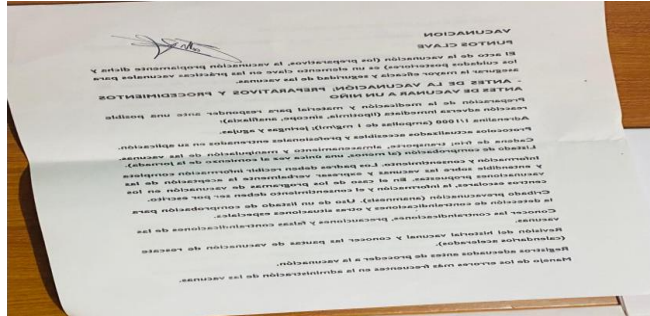 VACUNACION
PUNTOS CLAVE
El acto de la vacunación (los preparativos, la vacunación propiamente dicha y
los cuidados posteriores) es un elemento clave en las prácticas vacunales para
asegurar la mayor eficacia y seguridad de las vacunas.
- ANTES DE LA VACUNACIÓN; PREPARATIVOS Y PROCEDIMIENTOS
ANTES DE VACUNAR A UN NIÑO
Preparación de la medicación y material para responder ante una posible
reacción adversa inmediata (lipotimia, síncope, anafilaxia):
Adrenalina 1/1000 (ampollas de 1 mg/ml); jeringas y agujas.
Protocolos actualizados accesibles y profesionales entrenados en su aplicación.
Cadena de frío; transporte, almacenamiento y manipulación de las vacunas.
Listado de comprobación (al menos, una única vez al comienzo de la jornada).
Información y consentimiento. Los padres deben recibir información completa
y entendible sobre las vacunas y expresar verbalmente la aceptación de las
vacunaciones propuestas. En el caso de los programas de vacunación en los
centros escolares, la información y el consentimiento deben ser por escrito.
Cribado prevacunación (anamnesis). Uso de un listado de comprobación para
la detección de contraindicaciones y otras situaciones especiales.
Conocer las contraindicaciones, precauciones y falsas contraindicaciones de las
vacunas.
Revisión del historial vacunal y conocer las pautas de vacunación de rescate
(calendarios acelerados).
Registros adecuados antes de proceder a la vacunación.
Manejo de los errores más frecuentes en la administración de las vacunas.